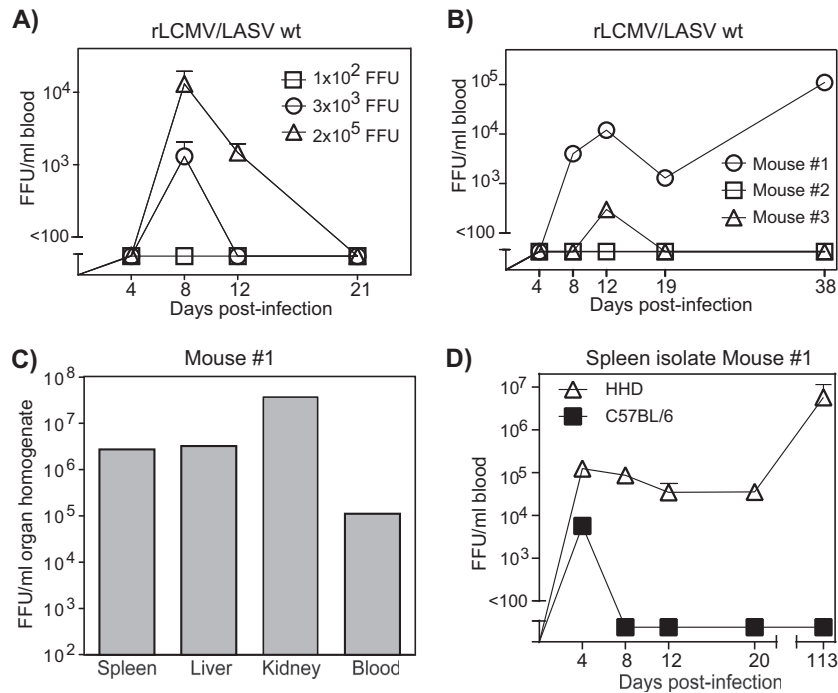 A)
rLCMV/LASV wt
FFU/ml blood
10^4
10^3
<100
1x10^2 FFU
3x10^3 FFU
2x10^5 FFU
4 8 12 21
Days post-infection
B)
rLCMV/LASV wt
FFU/ml blood
10^5
10^4
10^3
<100
Mouse #1
Mouse #2
Mouse #3
4 8 12 19 38
Days post-infection
C)
Mouse #1
FFU/ml organ homogenate
10^8
10^7
10^6
10^5
10^4
10^3
10^2
Spleen Liver Kidney Blood
D)
Spleen isolate Mouse #1
FFU/ml blood
10^7
10^6
10^5
10^4
10^3
<100
HHD
C57BL/6
4 8 12 20 113
Days post-infection